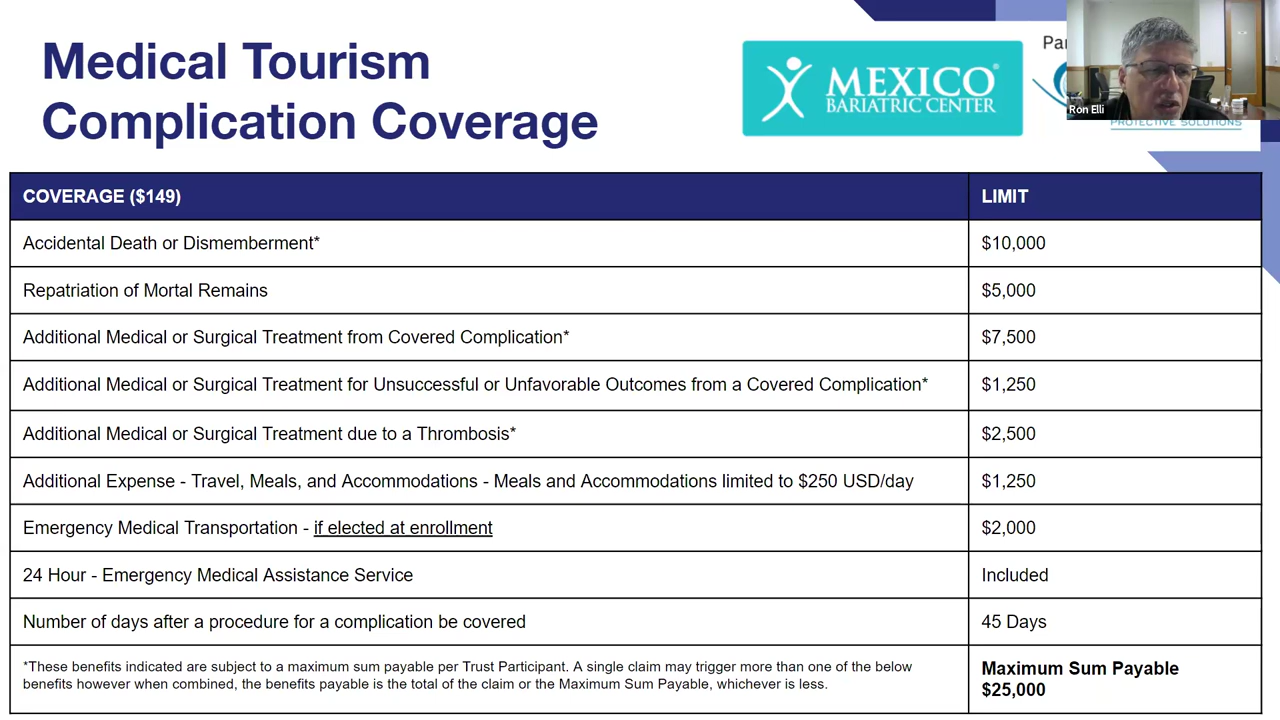 Medical Tourism
Complication Coverage
MEXICO®
BARIATRIC CENTER
Ron Elli
PROTECTIVE SOLUTIONS
COVERAGE ($149) LIMIT
Accidental Death or Dismemberment* $10,000
Repatriation of Mortal Remains $5,000
Additional Medical or Surgical Treatment from Covered Complication* $7,500
Additional Medical or Surgical Treatment for Unsuccessful or Unfavorable Outcomes from a Covered Complication* $1,250
Additional Medical or Surgical Treatment due to a Thrombosis* $2,500
Additional Expense - Travel, Meals, and Accommodations - Meals and Accommodations limited to $250 USD/day $1,250
Emergency Medical Transportation - if elected at enrollment $2,000
24 Hour - Emergency Medical Assistance Service Included
Number of days after a procedure for a complication be covered 45 Days
*These benefits indicated are subject to a maximum sum payable per Trust Participant. A single claim may trigger more than one of the below
benefits however when combined, the benefits payable is the total of the claim or the Maximum Sum Payable, whichever is less.
Maximum Sum Payable
$25,000